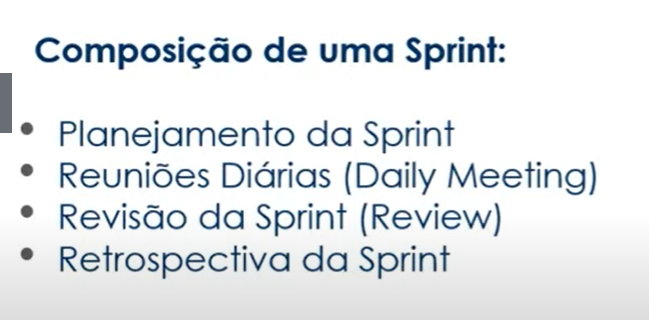 Composição de uma Sprint:
• Planejamento da Sprint
• Reuniões Diárias (Daily Meeting)
• Revisão da Sprint (Review)
• Retrospectiva da Sprint